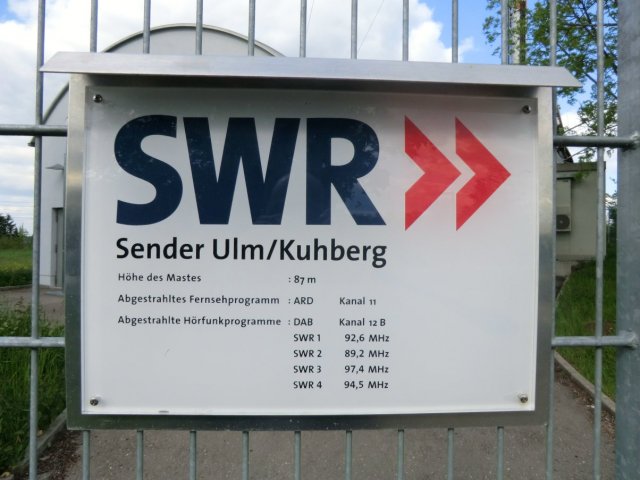 SWR
Sender Ulm/Kuhberg
Höhe des Mastes : 87 m
Abgestrahltes Fernsehprogramm : ARD Kanal 11
Abgestrahlte Hörfunkprogramme : DAB Kanal 12 B
SWR 1 92,6 MHz
SWR 2 89,2 MHz
SWR 3 97,4 MHz
SWR 4 94,5 MHz